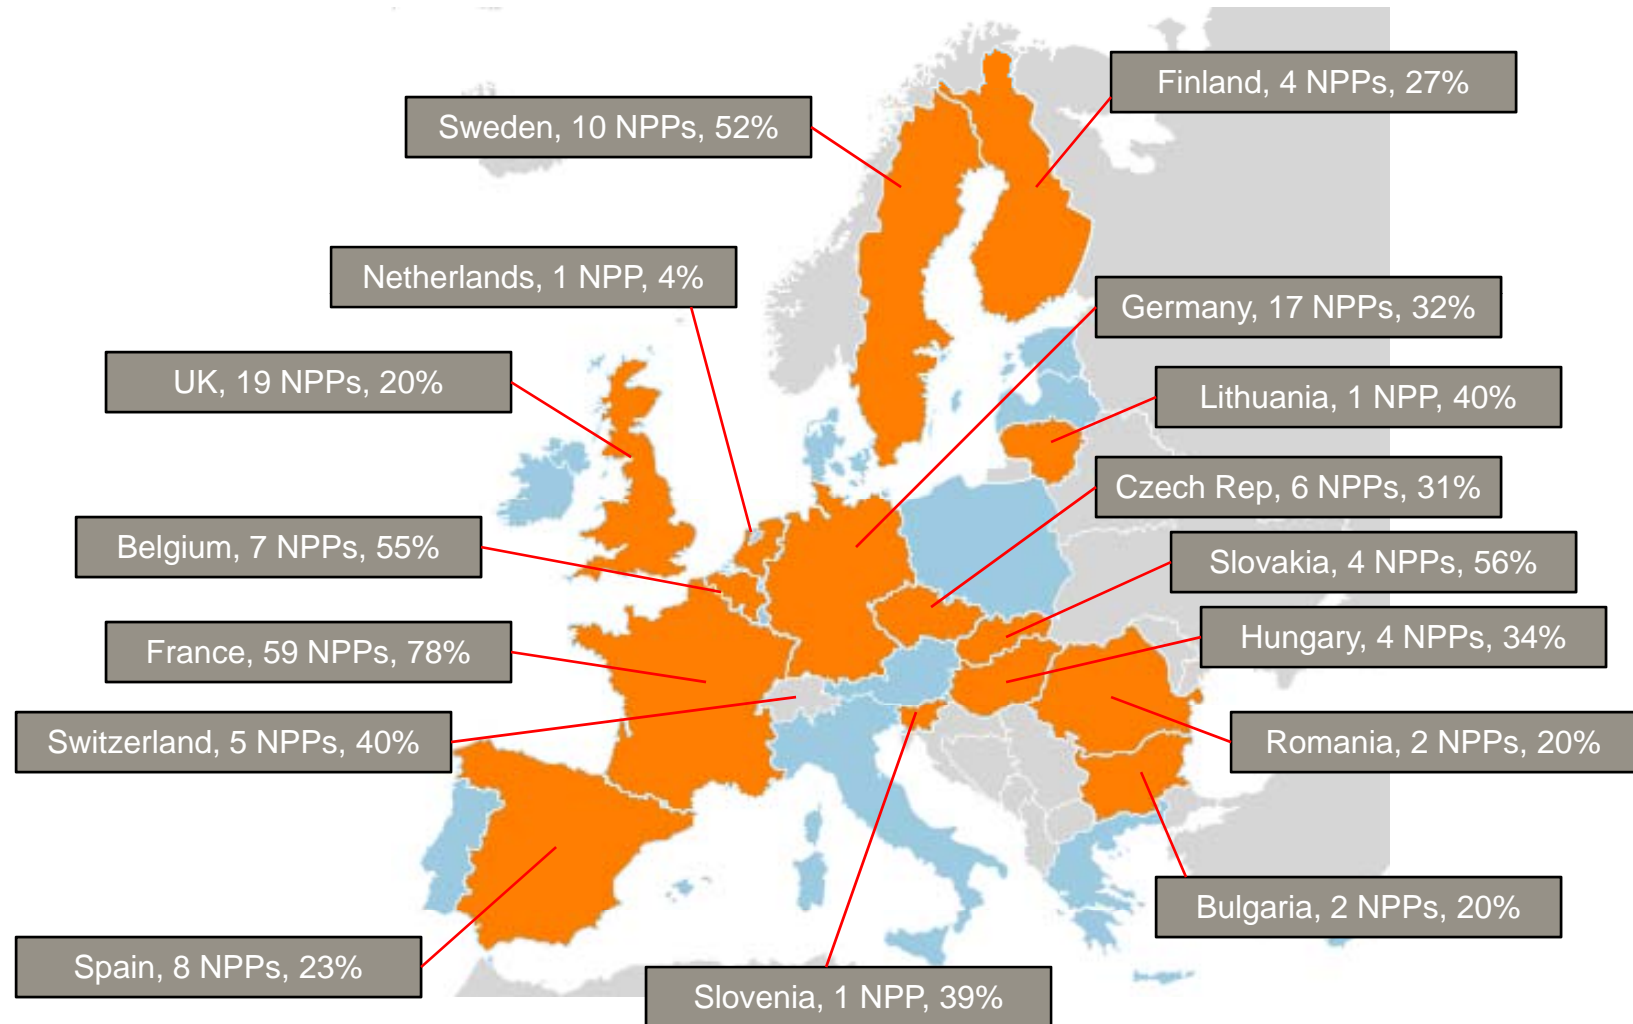 Finland, 4 NPPs, 27%
Sweden, 10 NPPs, 52%
Netherlands, 1 NPP, 4%
Germany, 17 NPPs, 32%
UK, 19 NPPs, 20%
Lithuania, 1 NPP, 40%
Czech Rep, 6 NPPs, 31%
Belgium, 7 NPPs, 55%
Slovakia, 4 NPPs, 56%
France, 59 NPPs, 78%
Hungary, 4 NPPs, 34%
Switzerland, 5 NPPs, 40%
Romania, 2 NPPs, 20%
Bulgaria, 2 NPPs, 20%
Spain, 8 NPPs, 23%
Slovenia, 1 NPP, 39%